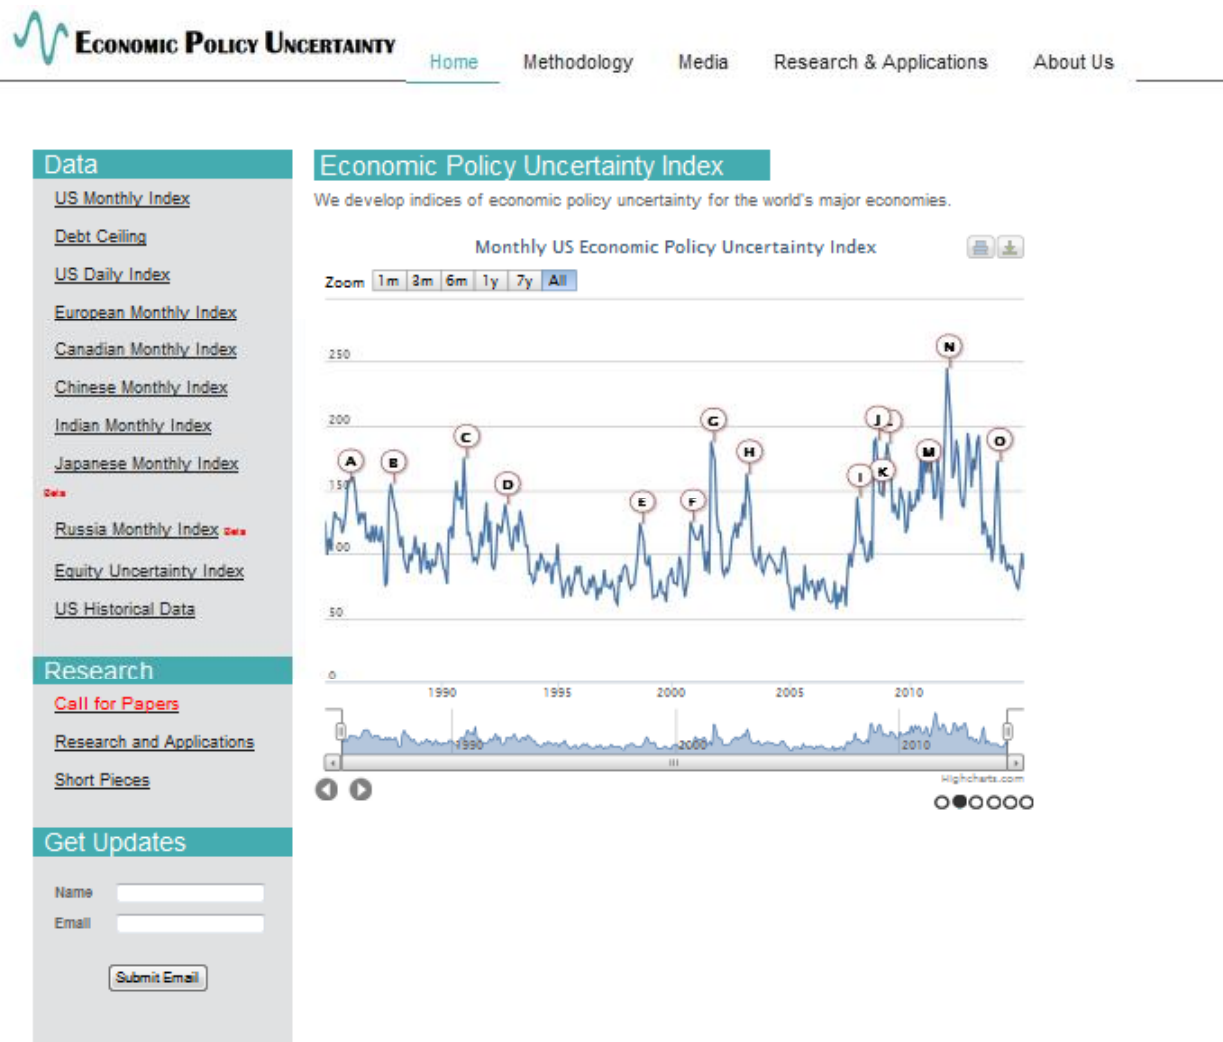 ECONOMIC POLICY UNCERTAINTY
Home Methodology Media Research & Applications About Us
Data
US Monthly Index
Debt Ceiling
US Daily Index
European Monthly Index
Canadian Monthly Index
Chinese Monthly Index
Indian Monthly Index
Japanese Monthly Index
Beta
Russia Monthly Index Beta
Equity Uncertainty Index
US Historical Data
Research
Call for Papers
Research and Applications
Short Pieces
Get Updates
Name
Email
Submit Email
Economic Policy Uncertainty Index
We develop indices of economic policy uncertainty for the world's major economies.
Monthly US Economic Policy Uncertainty Index
Zoom 1m 3m 6m 1y 7y All
250
200
150
100
50
0
A B C D E F G H I J K M N O
1990 1995 2000 2005 2010
1990 2000 2010
Highcharts.com